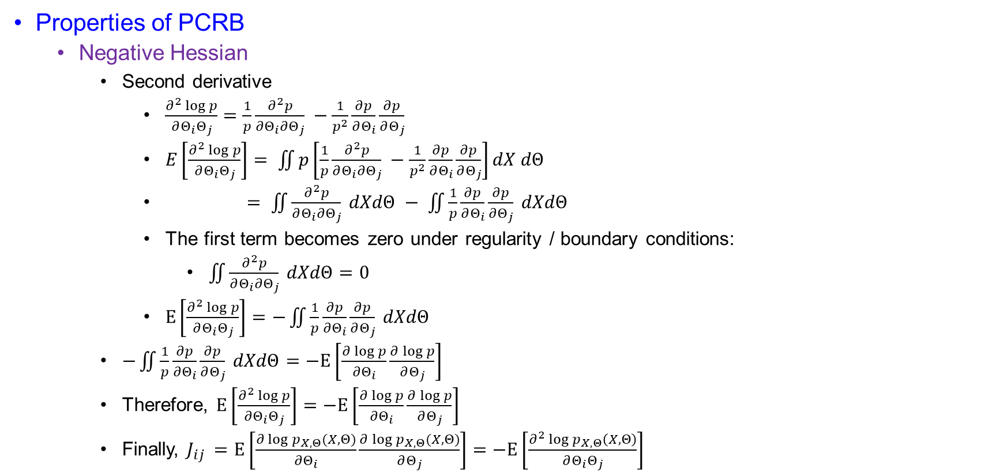 • Properties of PCRB
• Negative Hessian
• Second derivative
• $\frac{\partial^2 \log p}{\partial\Theta_i\Theta_j} = \frac{1}{p}\frac{\partial^2 p}{\partial\Theta_i\partial\Theta_j} - \frac{1}{p^2}\frac{\partial p}{\partial\Theta_i}\frac{\partial p}{\partial\Theta_j}$
• $E\left[\frac{\partial^2 \log p}{\partial\Theta_i\Theta_j}\right] = \iint p\left[\frac{1}{p}\frac{\partial^2 p}{\partial\Theta_i\partial\Theta_j} - \frac{1}{p^2}\frac{\partial p}{\partial\Theta_i}\frac{\partial p}{\partial\Theta_j}\right] dX\, d\Theta$
• $= \iint \frac{\partial^2 p}{\partial\Theta_i\partial\Theta_j}\, dXd\Theta - \iint \frac{1}{p}\frac{\partial p}{\partial\Theta_i}\frac{\partial p}{\partial\Theta_j}\, dXd\Theta$
• The first term becomes zero under regularity / boundary conditions:
• $\iint \frac{\partial^2 p}{\partial\Theta_i\partial\Theta_j}\, dXd\Theta = 0$
• $\mathrm{E}\left[\frac{\partial^2 \log p}{\partial\Theta_i\Theta_j}\right] = -\iint \frac{1}{p}\frac{\partial p}{\partial\Theta_i}\frac{\partial p}{\partial\Theta_j}\, dXd\Theta$
• $-\iint \frac{1}{p}\frac{\partial p}{\partial\Theta_i}\frac{\partial p}{\partial\Theta_j}\, dXd\Theta = -\mathrm{E}\left[\frac{\partial \log p}{\partial\Theta_i}\frac{\partial \log p}{\partial\Theta_j}\right]$
• Therefore, $\mathrm{E}\left[\frac{\partial^2 \log p}{\partial\Theta_i\Theta_j}\right] = -\mathrm{E}\left[\frac{\partial \log p}{\partial\Theta_i}\frac{\partial \log p}{\partial\Theta_j}\right]$
• Finally, $J_{ij} = \mathrm{E}\left[\frac{\partial \log p_{X,\Theta}(X,\Theta)}{\partial\Theta_i}\frac{\partial \log p_{X,\Theta}(X,\Theta)}{\partial\Theta_j}\right] = -\mathrm{E}\left[\frac{\partial^2 \log p_{X,\Theta}(X,\Theta)}{\partial\Theta_i\Theta_j}\right]$